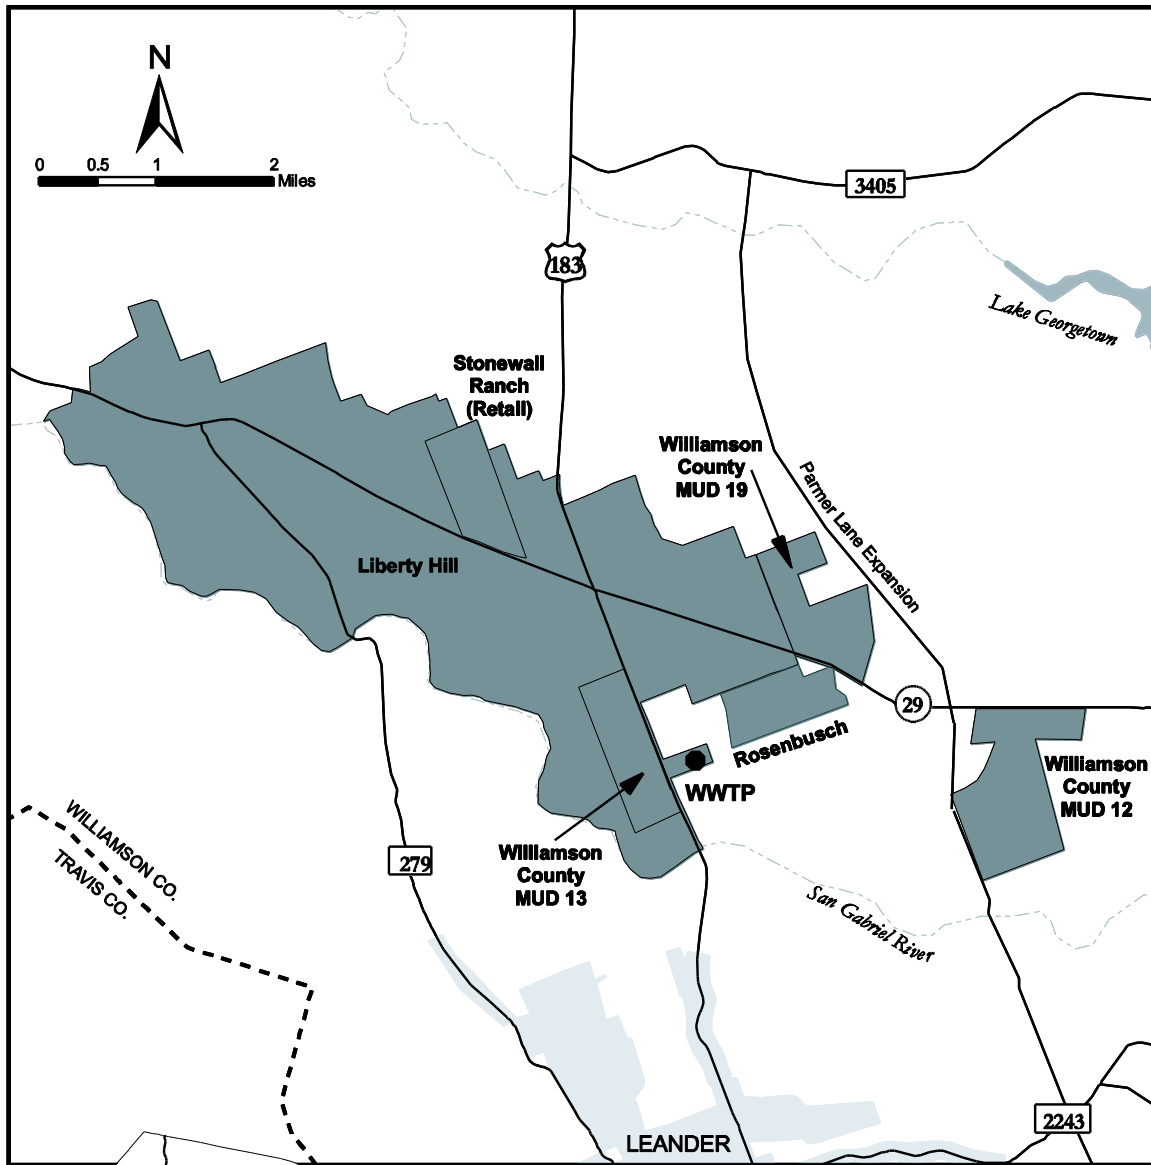 N
0 0.5 1 2
Miles
3405
183
Lake Georgetown
Stonewall
Ranch
(Retail)
Williamson
County
MUD 19
Parmer Lane Expansion
Liberty Hill
29
Rosenbusch
WWTP
Williamson
County
MUD 12
WILLIAMSON CO.
TRAVIS CO.
279
Williamson
County
MUD 13
San Gabriel River
2243
LEANDER